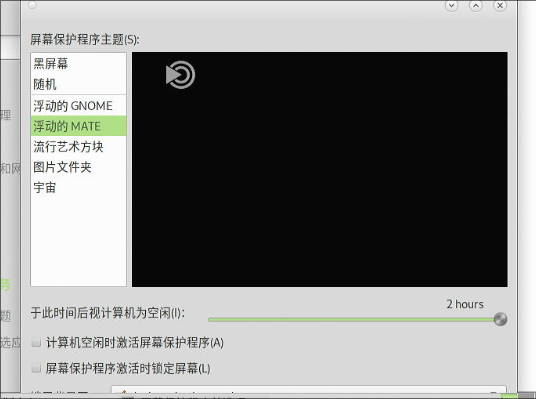 屏幕保护程序主题(S):
黑屏幕
随机
浮动的 GNOME
浮动的 MATE
流行艺术方块
图片文件夹
宇宙
理
和网
务
题
选应
2 hours
于此时间后视计算机为空闲(I):
计算机空闲时激活屏幕保护程序(A)
屏幕保护程序激活时锁定屏幕(L)